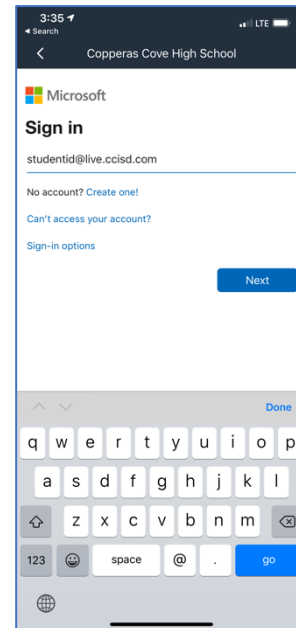 3:35
LTE
Search
Copperas Cove High School
Microsoft
Sign in
studentid@live.ccisd.com
No account? Create one!
Can't access your account?
Sign-in options
Next
Done
q w e r t y u i o p
a s d f g h j k l
z x c v b n m
123 space @ . go